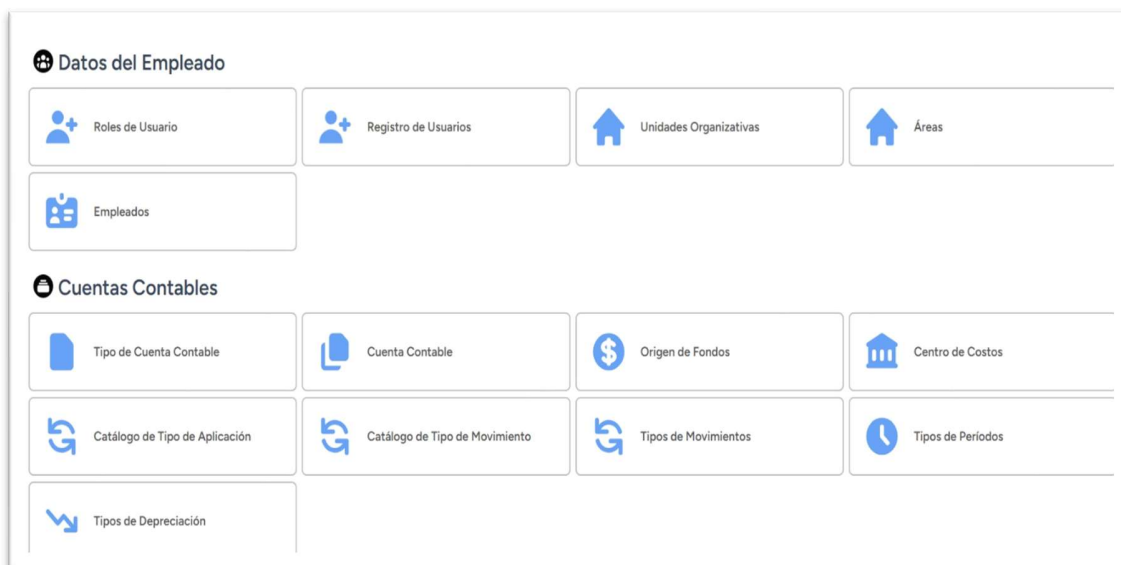 Datos del Empleado
Roles de Usuario
Registro de Usuarios
Unidades Organizativas
Áreas
Empleados
Cuentas Contables
Tipo de Cuenta Contable
Cuenta Contable
Origen de Fondos
Centro de Costos
Catálogo de Tipo de Aplicación
Catálogo de Tipo de Movimiento
Tipos de Movimientos
Tipos de Períodos
Tipos de Depreciación